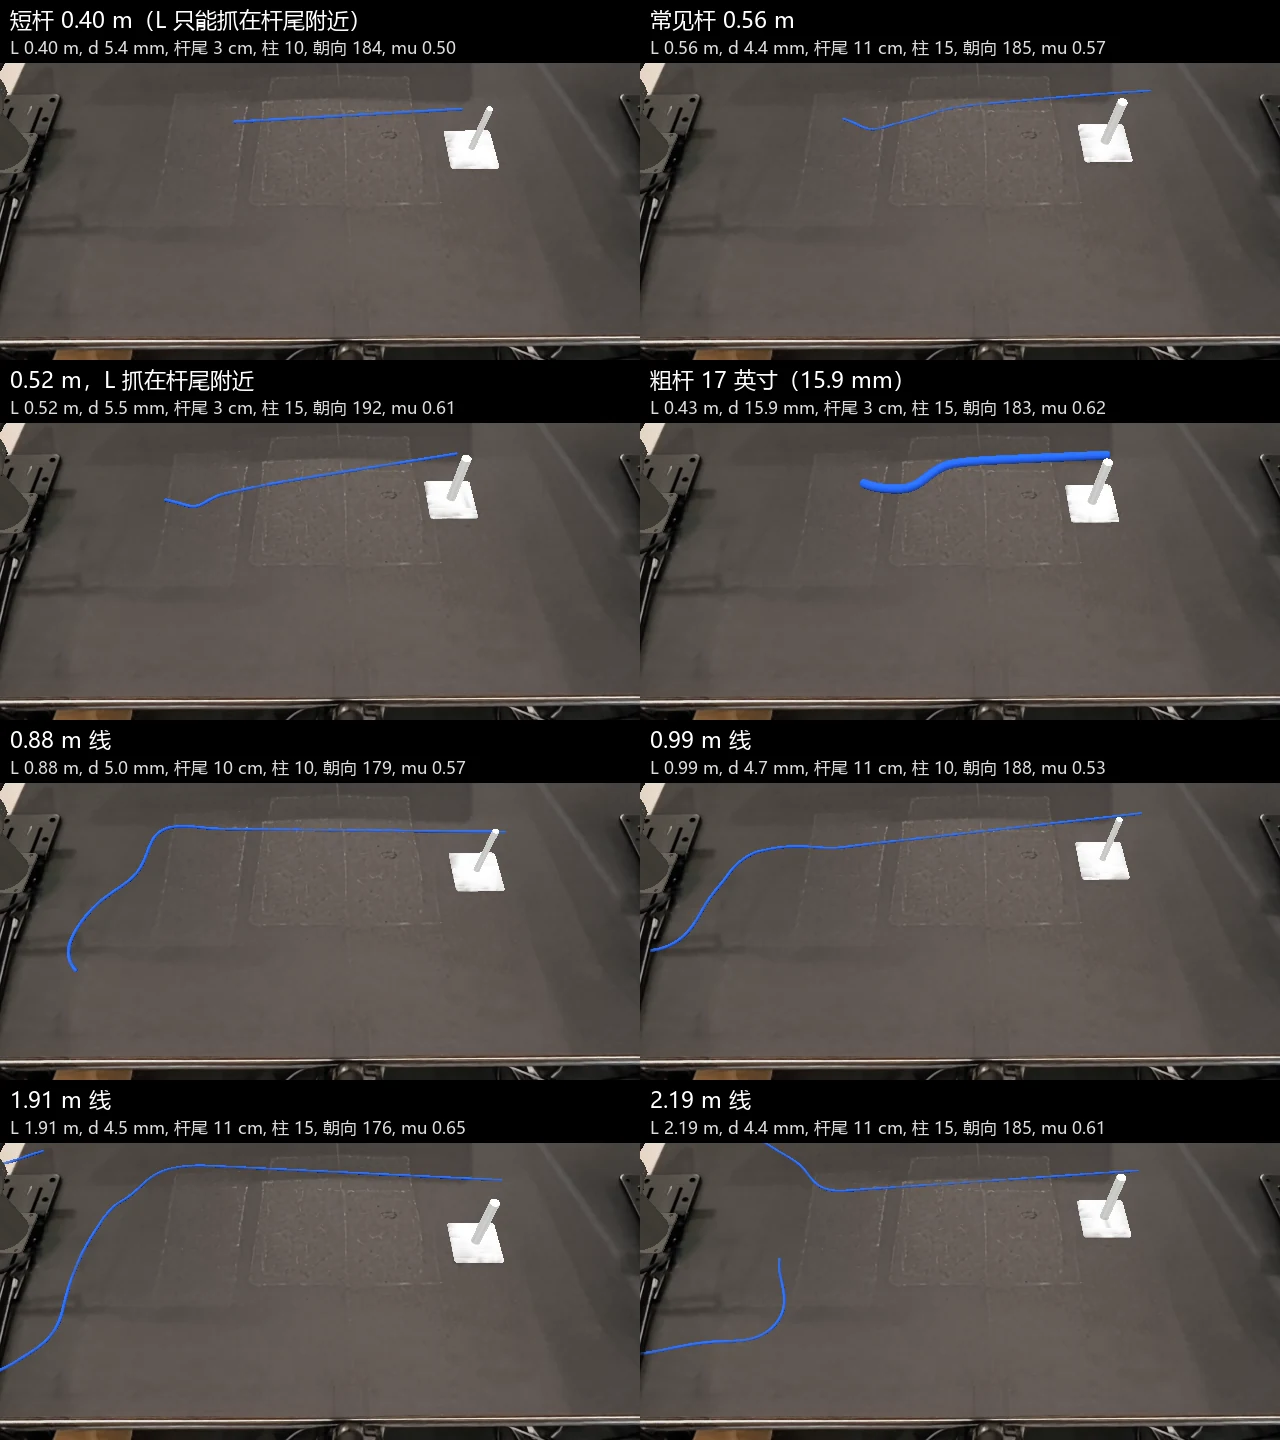 短杆 0.40 m（L 只能抓在杆尾附近）
L 0.40 m, d 5.4 mm, 杆尾 3 cm, 柱 10, 朝向 184, mu 0.50
常见杆 0.56 m
L 0.56 m, d 4.4 mm, 杆尾 11 cm, 柱 15, 朝向 185, mu 0.57
0.52 m，L 抓在杆尾附近
L 0.52 m, d 5.5 mm, 杆尾 3 cm, 柱 15, 朝向 192, mu 0.61
粗杆 17 英寸（15.9 mm）
L 0.43 m, d 15.9 mm, 杆尾 3 cm, 柱 15, 朝向 183, mu 0.62
0.88 m 线
L 0.88 m, d 5.0 mm, 杆尾 10 cm, 柱 10, 朝向 179, mu 0.57
0.99 m 线
L 0.99 m, d 4.7 mm, 杆尾 11 cm, 柱 10, 朝向 188, mu 0.53
1.91 m 线
L 1.91 m, d 4.5 mm, 杆尾 11 cm, 柱 15, 朝向 176, mu 0.65
2.19 m 线
L 2.19 m, d 4.4 mm, 杆尾 11 cm, 柱 15, 朝向 185, mu 0.61